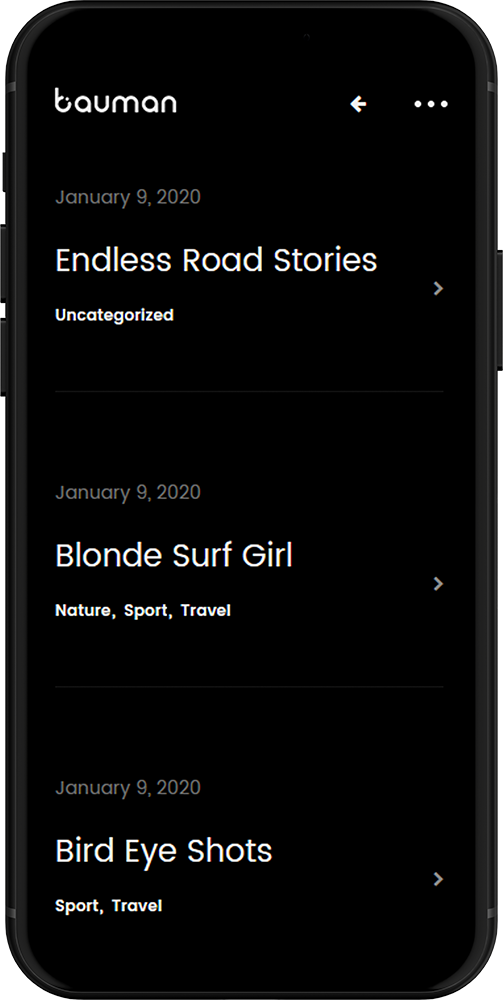 bauman
January 9, 2020
Endless Road Stories
Uncategorized
January 9, 2020
Blonde Surf Girl
Nature, Sport, Travel
January 9, 2020
Bird Eye Shots
Sport, Travel